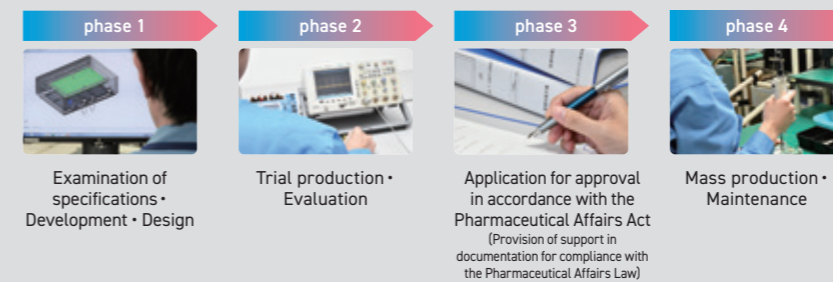 phase 1
phase 2
phase 3
phase 4
Examination of
specifications・
Development・Design
Trial production・
Evaluation
Application for approval
in accordance with the
Pharmaceutical Affairs Act
(Provision of support in
documentation for compliance with
the Pharmaceutical Affairs Law)
Mass production・
Maintenance